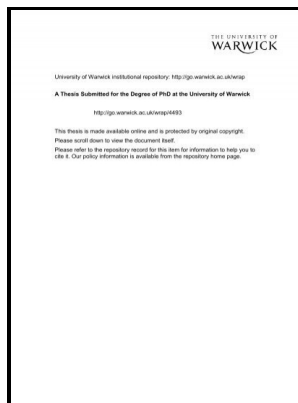 THE UNIVERSITY OF
WARWICK
University of Warwick institutional repository: http://go.warwick.ac.uk/wrap
A Thesis Submitted for the Degree of PhD at the University of Warwick
http://go.warwick.ac.uk/wrap/4493
This thesis is made available online and is protected by original copyright.
Please scroll down to view the document itself.
Please refer to the repository record for this item for information to help you to
cite it. Our policy information is available from the repository home page.